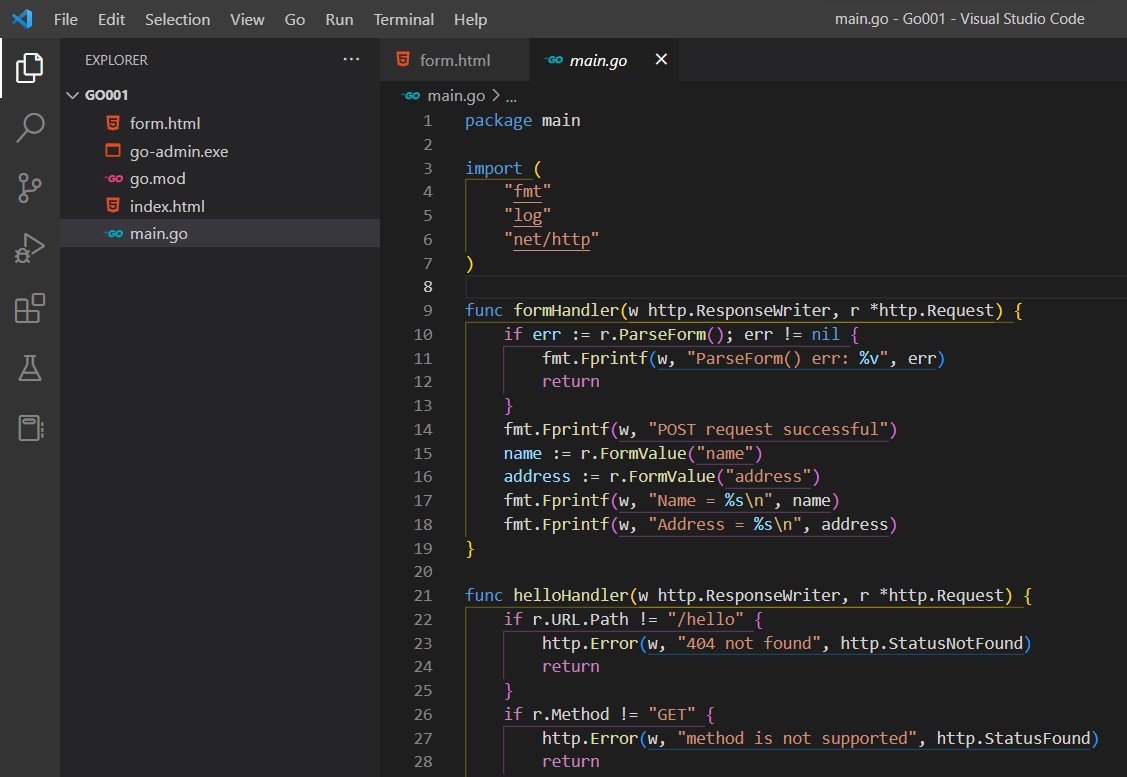 File Edit Selection View Go Run Terminal Help main.go - Go001 - Visual Studio Code
EXPLORER ...
GO001
form.html
go-admin.exe
go.mod
index.html
main.go
form.html main.go
main.go > ...
1 package main
2
3 import (
4 "fmt"
5 "log"
6 "net/http"
7 )
8
9 func formHandler(w http.ResponseWriter, r *http.Request) {
10 if err := r.ParseForm(); err != nil {
11 fmt.Fprintf(w, "ParseForm() err: %v", err)
12 return
13 }
14 fmt.Fprintf(w, "POST request successful")
15 name := r.FormValue("name")
16 address := r.FormValue("address")
17 fmt.Fprintf(w, "Name = %s\n", name)
18 fmt.Fprintf(w, "Address = %s\n", address)
19 }
20
21 func helloHandler(w http.ResponseWriter, r *http.Request) {
22 if r.URL.Path != "/hello" {
23 http.Error(w, "404 not found", http.StatusNotFound)
24 return
25 }
26 if r.Method != "GET" {
27 http.Error(w, "method is not supported", http.StatusFound)
28 return